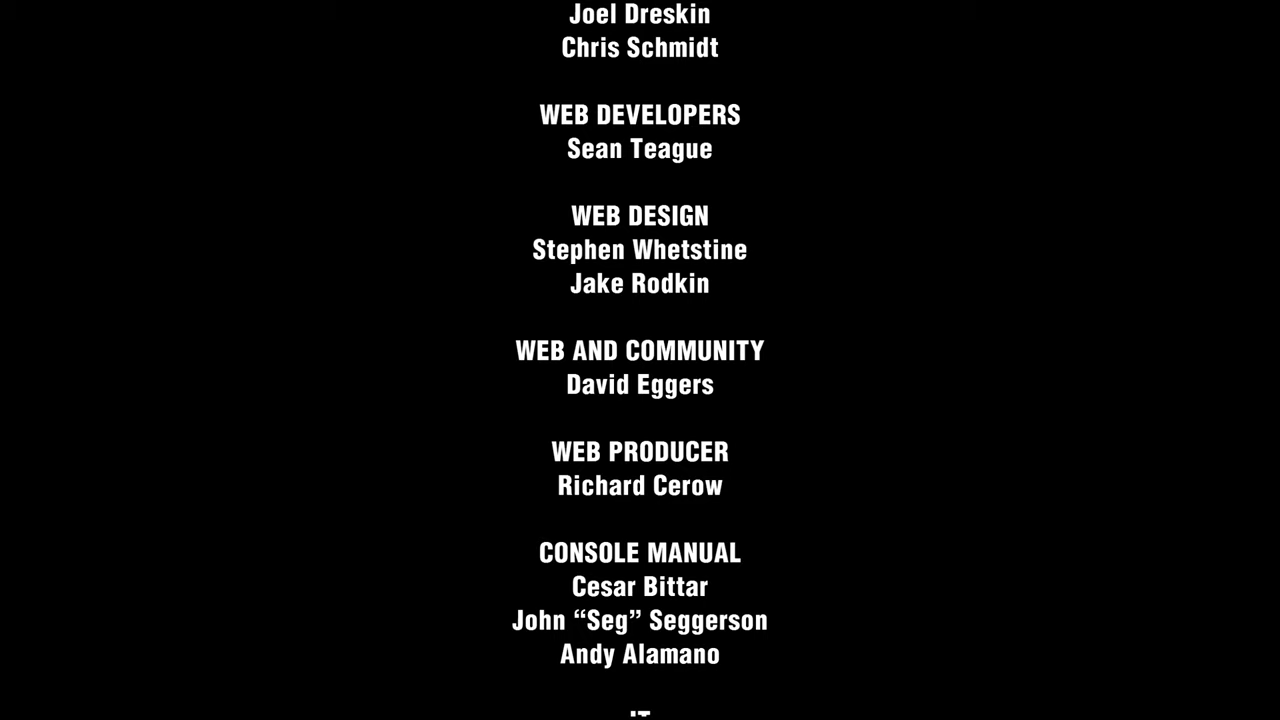 Joel Dreskin
Chris Schmidt
WEB DEVELOPERS
Sean Teague
WEB DESIGN
Stephen Whetstine
Jake Rodkin
WEB AND COMMUNITY
David Eggers
WEB PRODUCER
Richard Cerow
CONSOLE MANUAL
Cesar Bittar
John “Seg” Seggerson
Andy Alamano